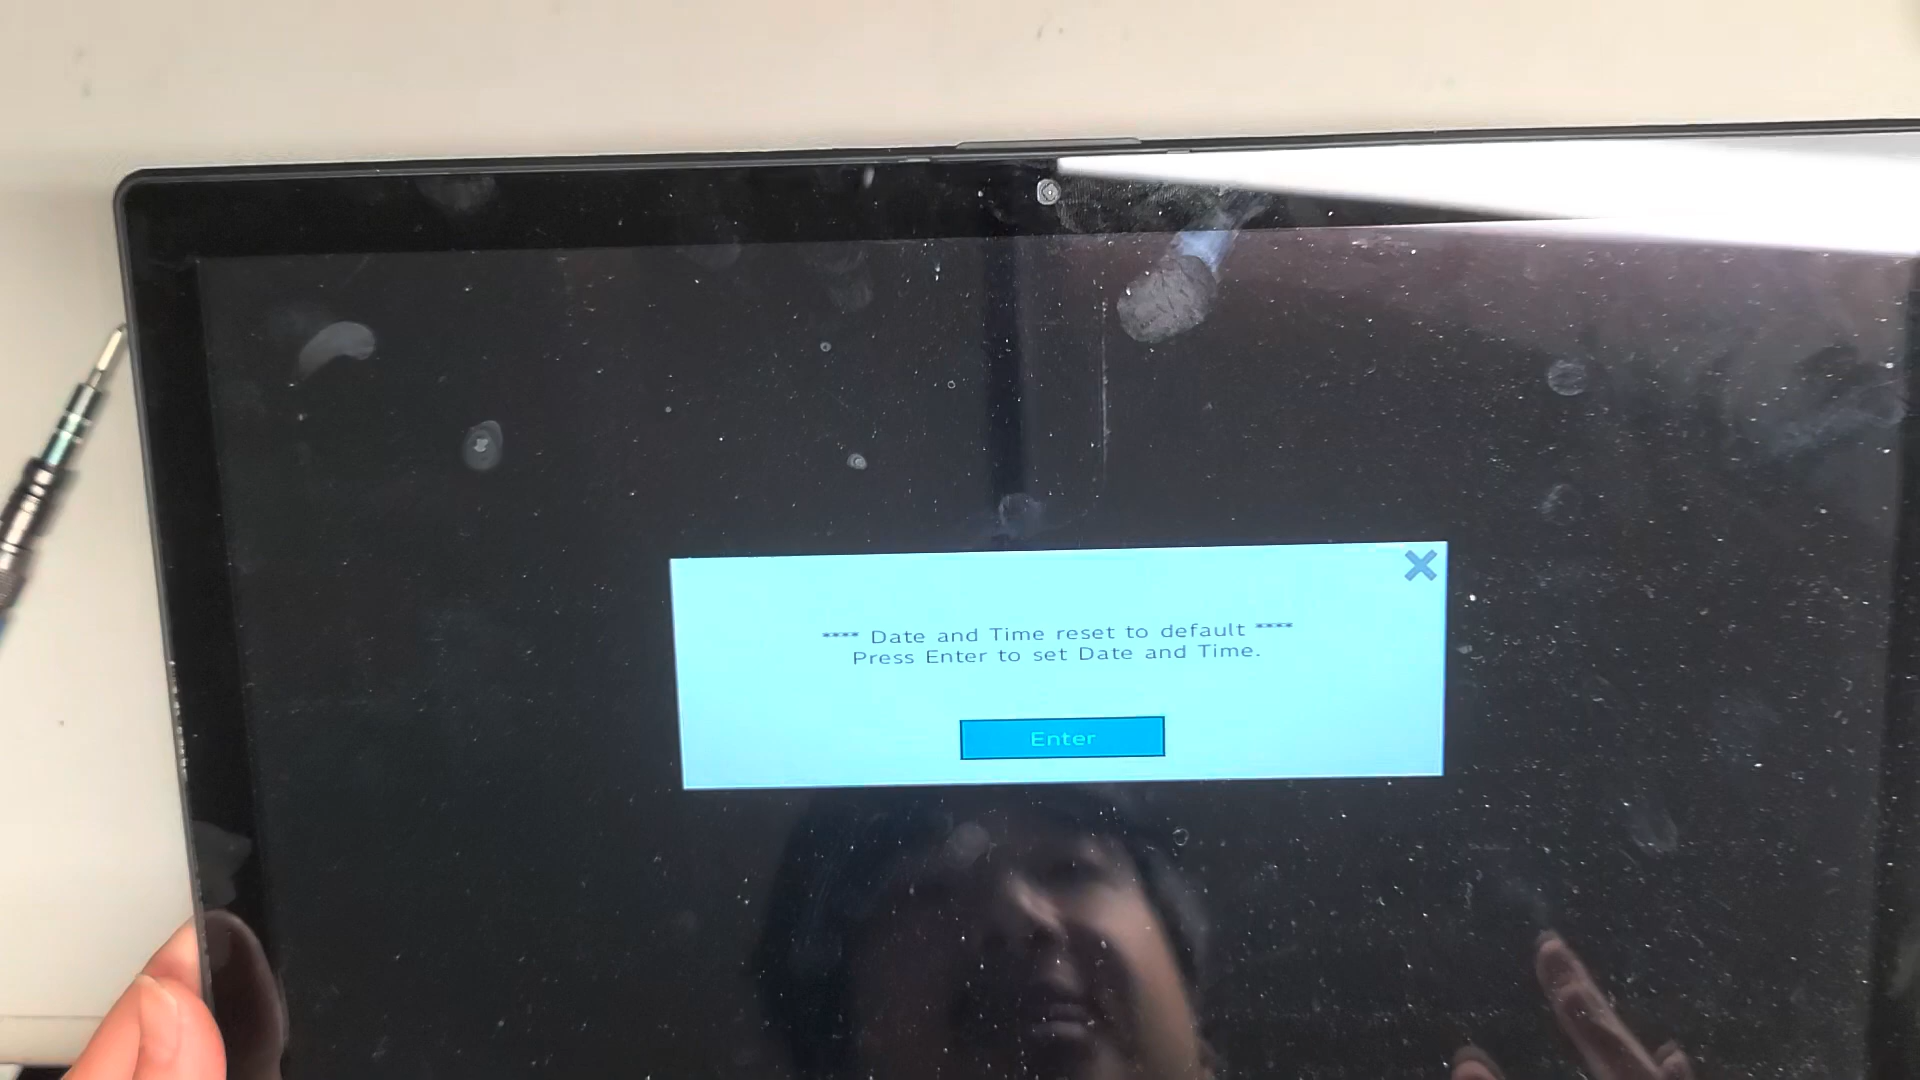 **** Date and Time reset to default ****
Press Enter to set Date and Time.
Enter